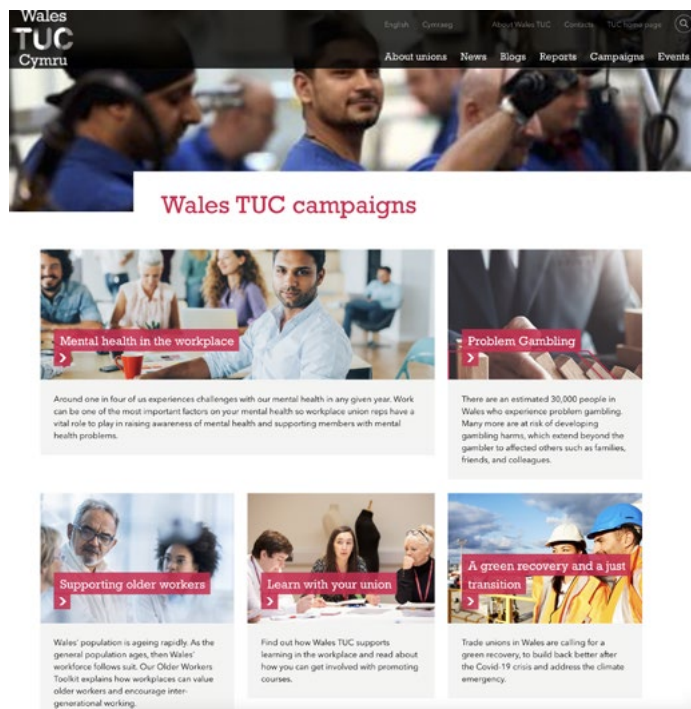 Wales
TUC
Cymru
English Cymraeg About Wales TUC Contacts TUC home page
About unions News Blogs Reports Campaigns Events
Wales TUC campaigns
Mental health in the workplace
Around one in four of us experiences challenges with our mental health in any given year. Work
can be one of the most important factors on your mental health so workplace union reps have a
vital role to play in raising awareness of mental health and supporting members with mental
health problems.
Problem Gambling
There are an estimated 30,000 people in
Wales who experience problem gambling.
Many more are at risk of developing
gambling harms, which extend beyond the
gambler to affected others such as families,
friends, and colleagues.
Supporting older workers
Wales' population is ageing rapidly. As the
general population ages, then Wales'
workforce follows suit. Our Older Workers
Toolkit explains how workplaces can value
older workers and encourage inter-
generational working.
Learn with your union
Find out how Wales TUC supports
learning in the workplace and read about
how you can get involved with promoting
courses.
A green recovery and a just
transition
Trade unions in Wales are calling for a
green recovery, to build back better after
the Covid-19 crisis and address the climate
emergency.